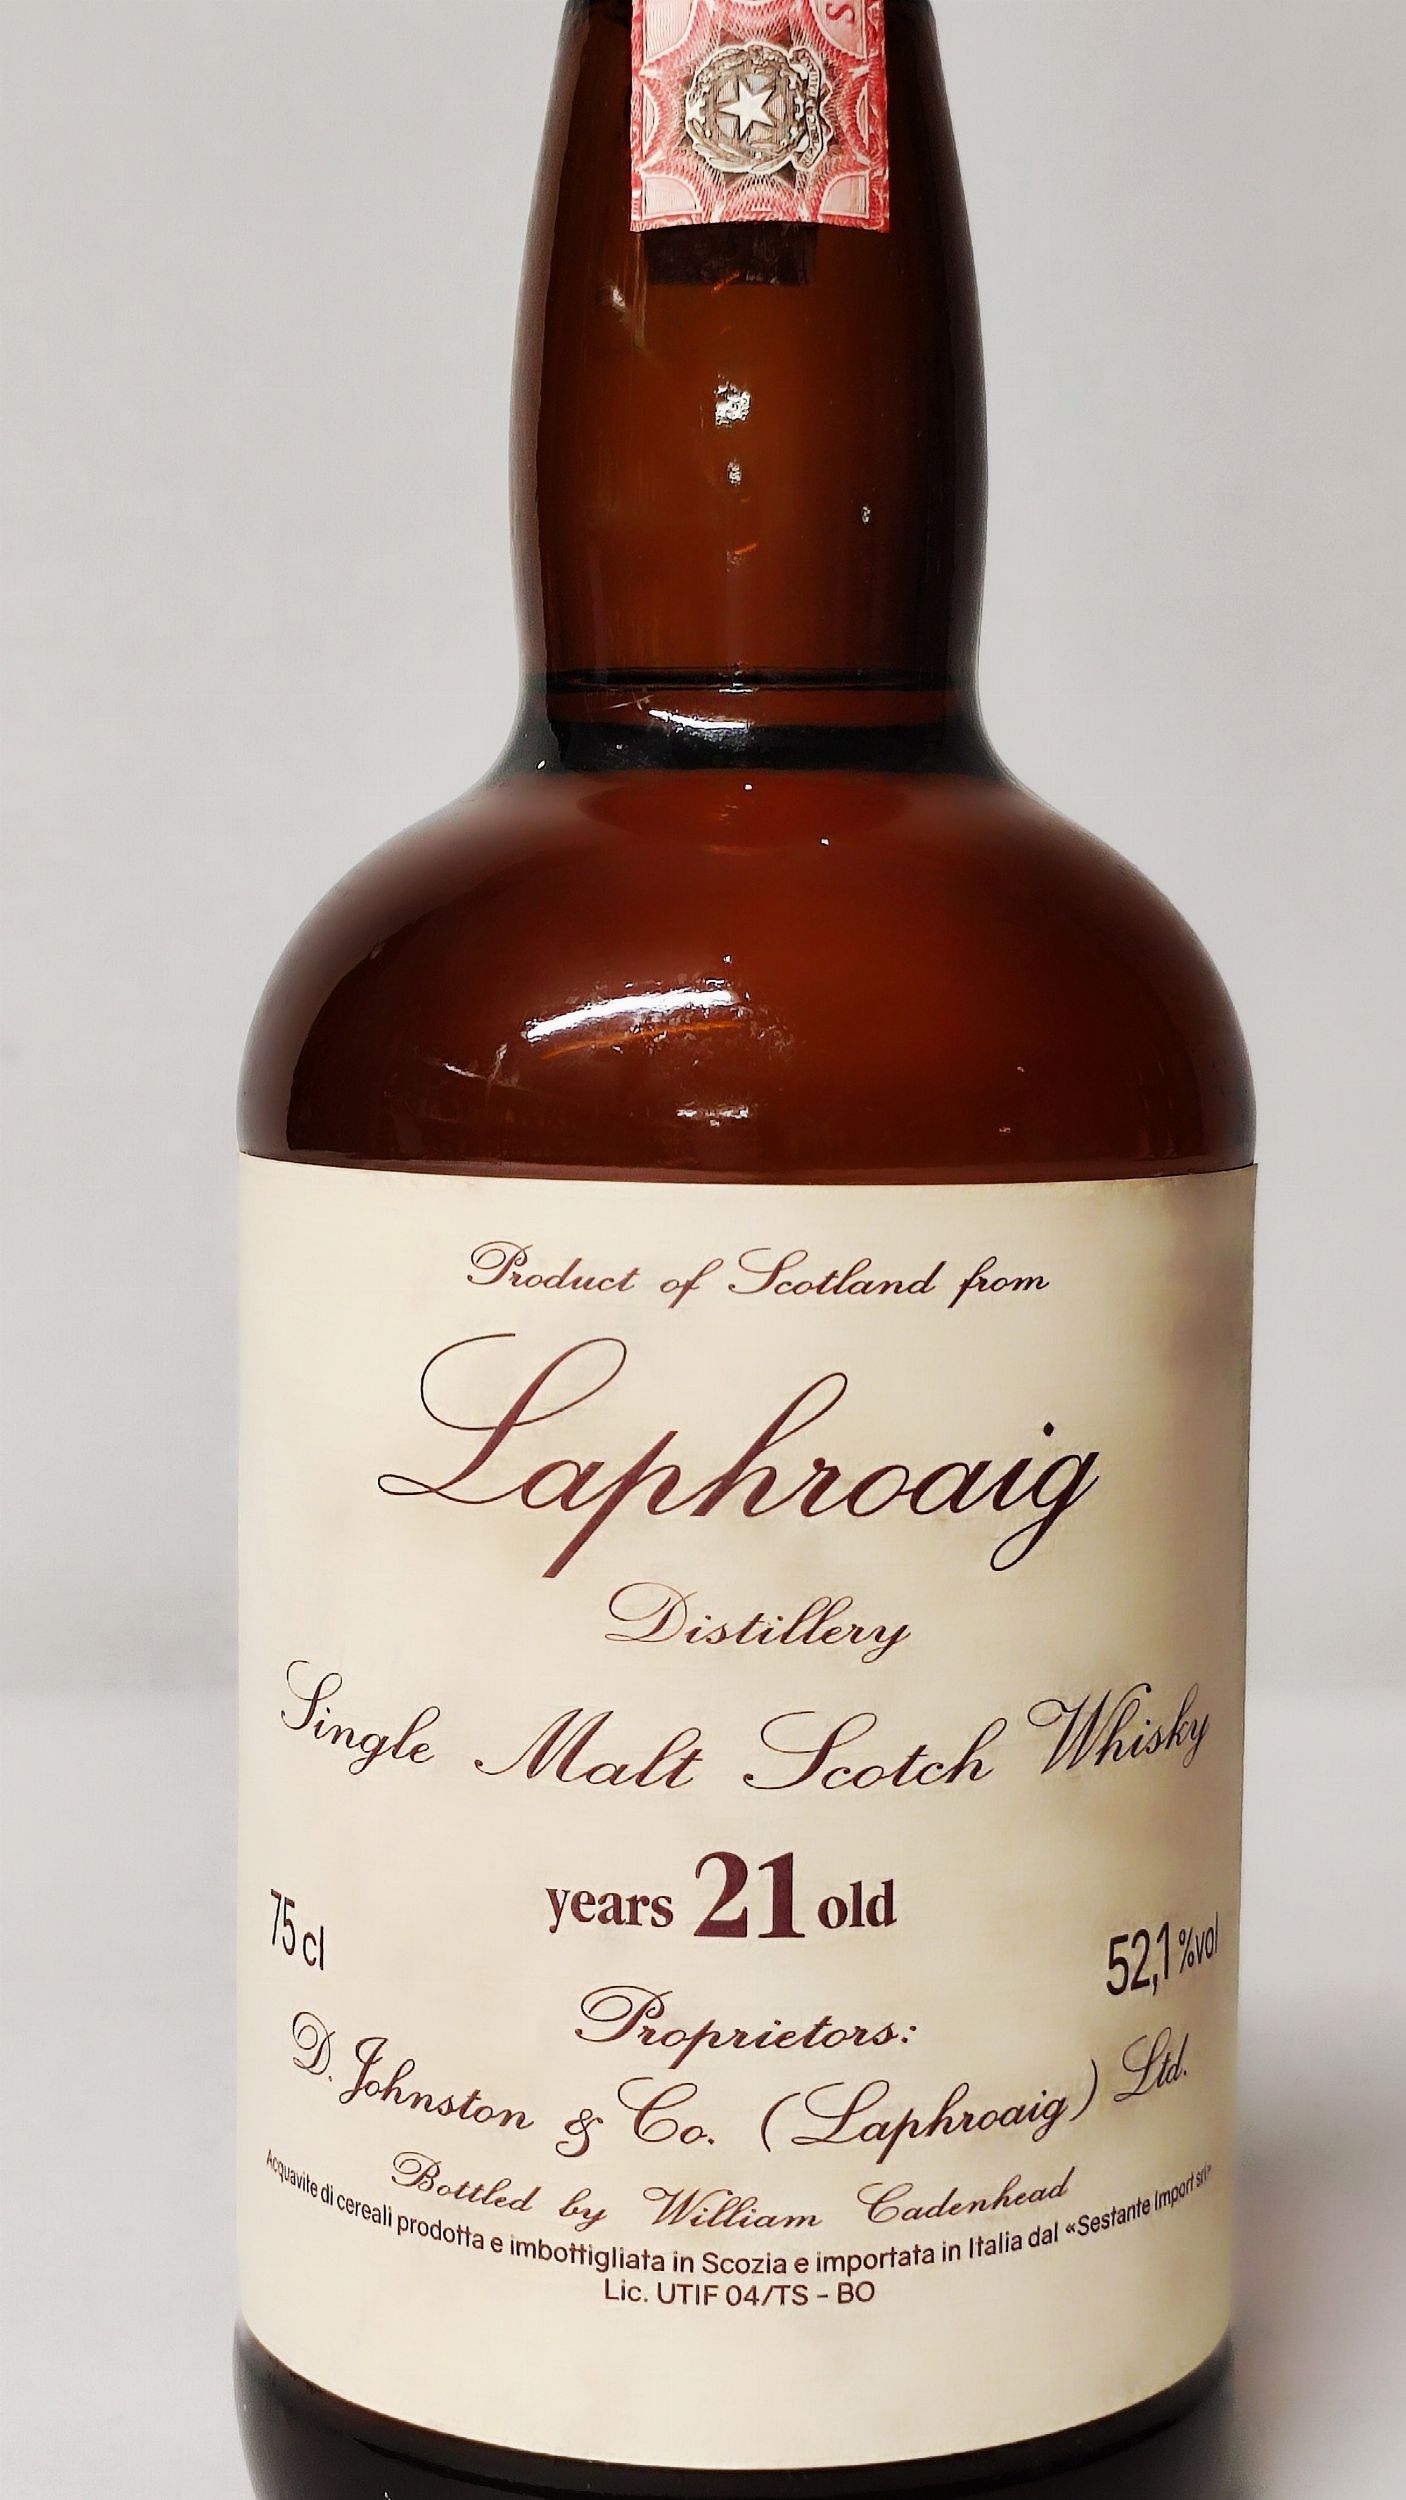 Product of Scotland from
Laphroaig
Distillery
Single Malt Scotch Whisky
years 21 old
75 cl
52,1 %vol
Proprietors:
D. Johnston & Co. (Laphroaig) Ltd.
Bottled by William Cadenhead
Acquavite di cereali prodotta e imbottigliata in Scozia e importata in Italia dal «Sestante Import srl»
Lic. UTIF 04/TS - BO